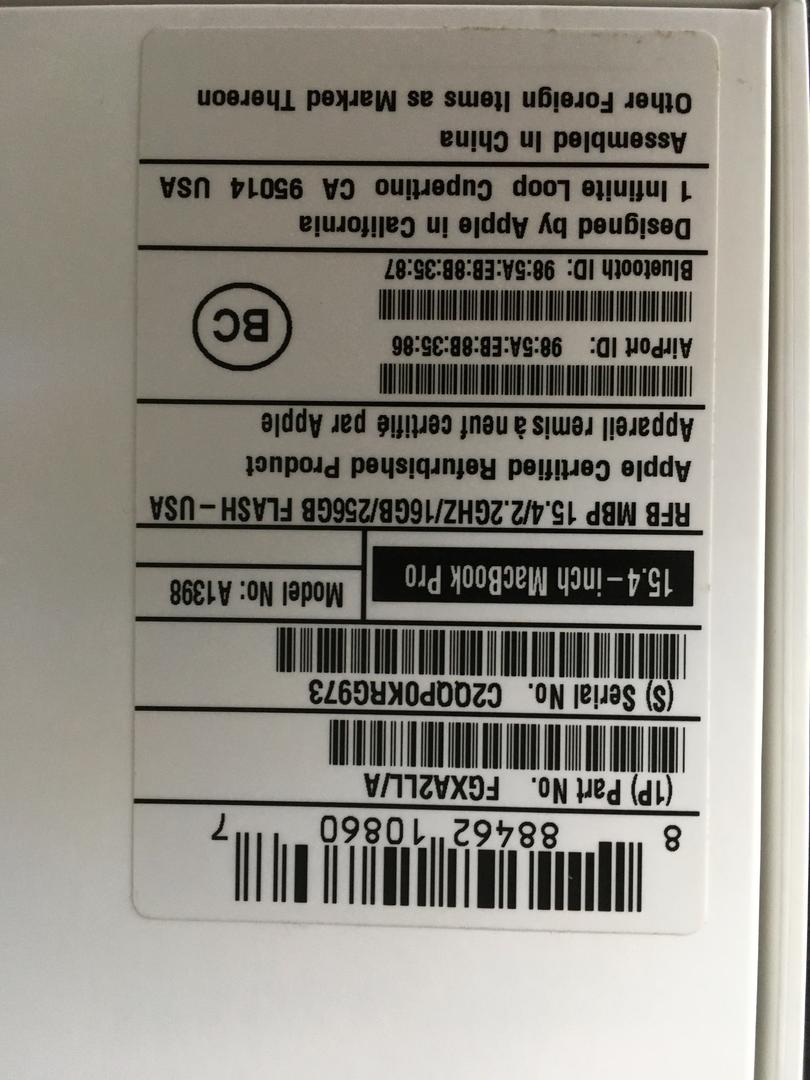 8 88462 10860 7
(1P) Part No. FGXA2LL/A
(S) Serial No. C2QQP0KRG973
15.4-inch MacBook Pro
Model No: A1398
RFB MBP 15.4/2.2GHZ/16GB/256GB FLASH-USA
Apple Certified Refurbished Product
Appareil remis à neuf certifié par Apple
AirPort ID: 98:5A:EB:8B:35:86
Bluetooth ID: 98:5A:EB:8B:35:87
BC
Designed by Apple in California
1 Infinite Loop Cupertino CA 95014 USA
Assembled In China
Other Foreign Items as Marked Thereon